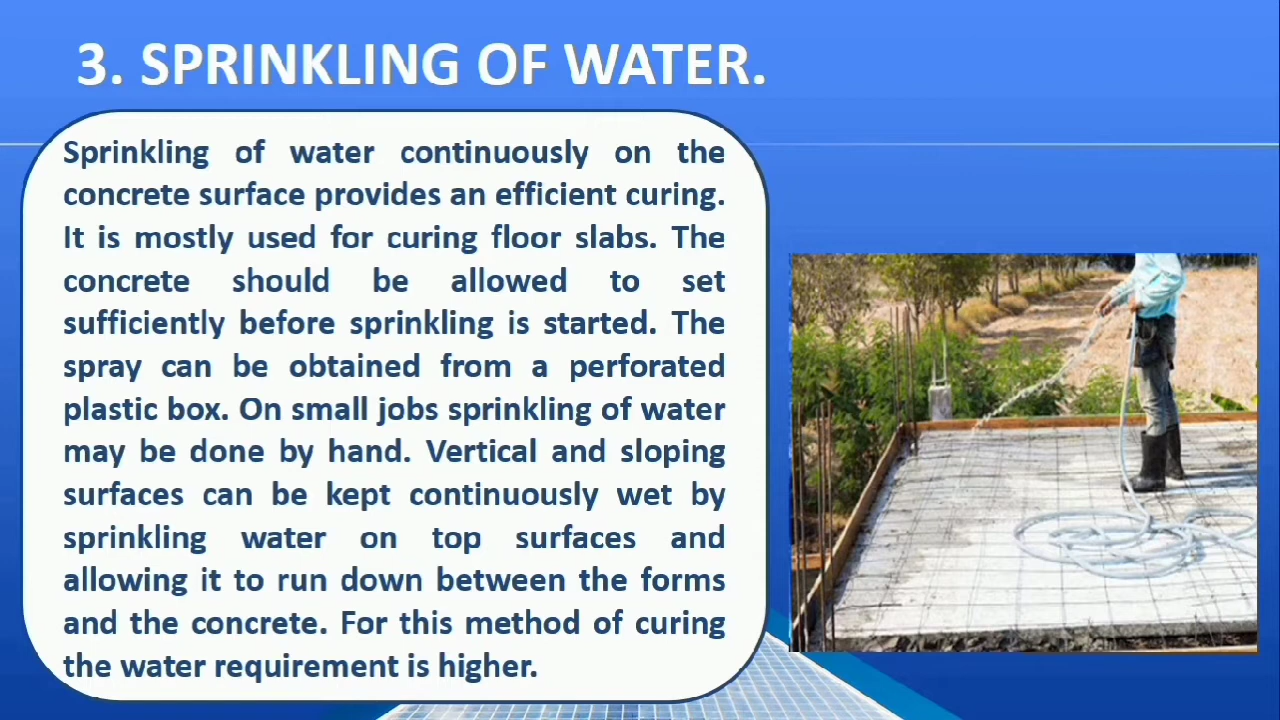 3. SPRINKLING OF WATER.
Sprinkling of water continuously on the
concrete surface provides an efficient curing.
It is mostly used for curing floor slabs. The
concrete should be allowed to set
sufficiently before sprinkling is started. The
spray can be obtained from a perforated
plastic box. On small jobs sprinkling of water
may be done by hand. Vertical and sloping
surfaces can be kept continuously wet by
sprinkling water on top surfaces and
allowing it to run down between the forms
and the concrete. For this method of curing
the water requirement is higher.